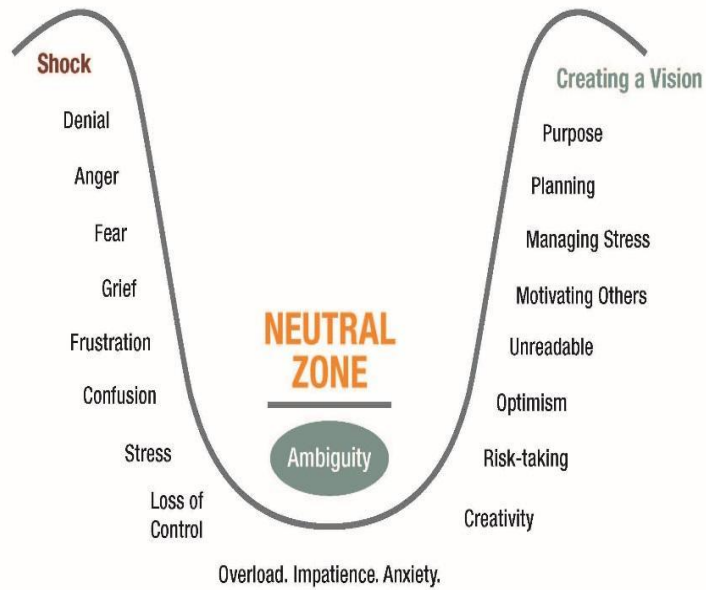 Shock
Denial
Anger
Fear
Grief
Frustration
Confusion
Stress
Loss of
Control
NEUTRAL
ZONE
Ambiguity
Overload. Impatience. Anxiety.
Creating a Vision
Purpose
Planning
Managing Stress
Motivating Others
Unreadable
Optimism
Risk-taking
Creativity